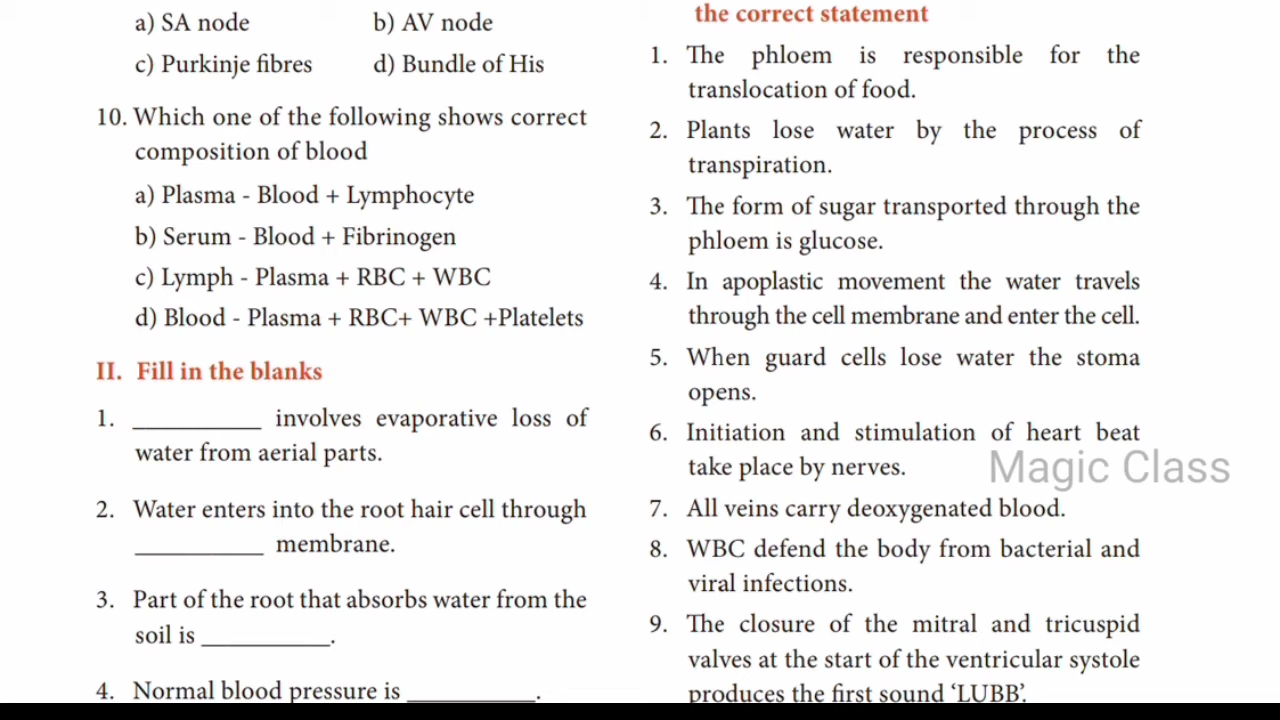 a) SA node b) AV node
c) Purkinje fibres d) Bundle of His
10. Which one of the following shows correct
composition of blood
a) Plasma - Blood + Lymphocyte
b) Serum - Blood + Fibrinogen
c) Lymph - Plasma + RBC + WBC
d) Blood - Plasma + RBC+ WBC +Platelets
II. Fill in the blanks
1. __________ involves evaporative loss of
water from aerial parts.
2. Water enters into the root hair cell through
__________ membrane.
3. Part of the root that absorbs water from the
soil is __________.
4. Normal blood pressure is __________.
the correct statement
1. The phloem is responsible for the
translocation of food.
2. Plants lose water by the process of
transpiration.
3. The form of sugar transported through the
phloem is glucose.
4. In apoplastic movement the water travels
through the cell membrane and enter the cell.
5. When guard cells lose water the stoma
opens.
6. Initiation and stimulation of heart beat
take place by nerves.
7. All veins carry deoxygenated blood.
8. WBC defend the body from bacterial and
viral infections.
9. The closure of the mitral and tricuspid
valves at the start of the ventricular systole
produces the first sound ‘LUBB’.
Magic Class